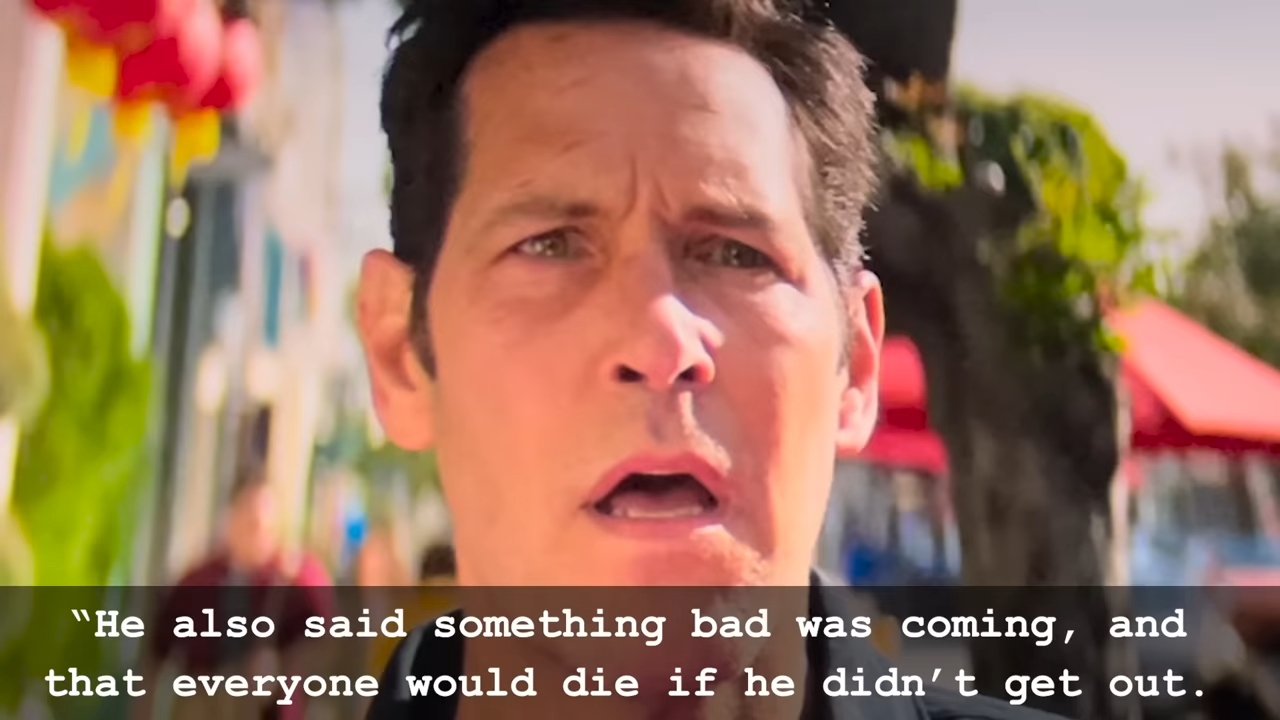 “He also said something bad was coming, and
that everyone would die if he didn’t get out.